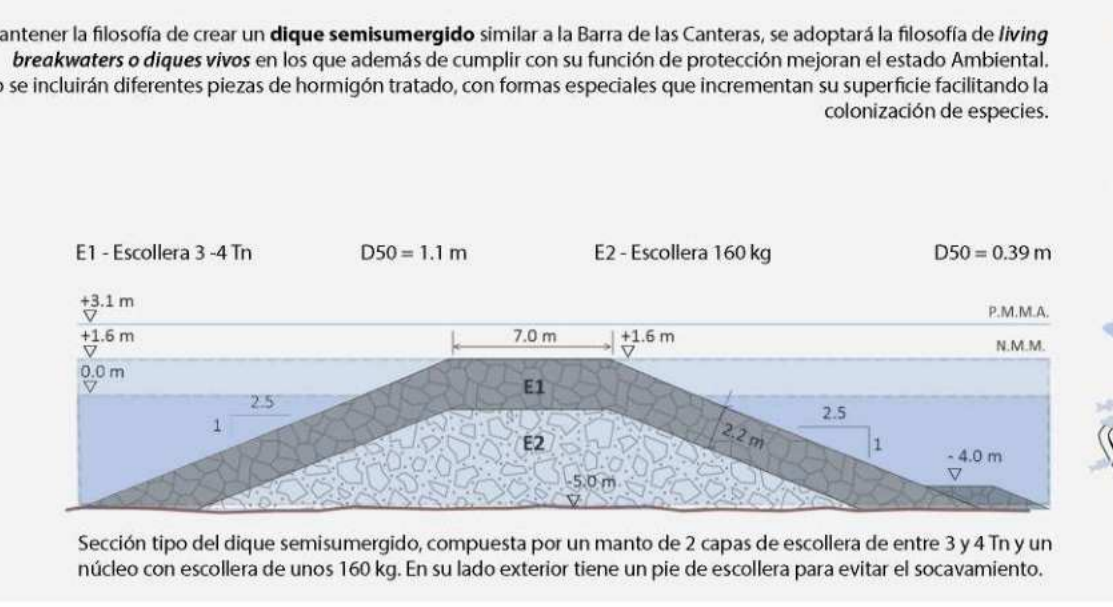 antener la filosofía de crear un dique semisumergido similar a la Barra de las Canteras, se adoptará la filosofía de living
breakwaters o diques vivos en los que además de cumplir con su función de protección mejoran el estado Ambiental.
o se incluirán diferentes piezas de hormigón tratado, con formas especiales que incrementan su superficie facilitando la
colonización de especies.
E1 - Escollera 3 -4 Tn D50 = 1.1 m E2 - Escollera 160 kg D50 = 0.39 m
+3.1 m
P.M.M.A.
+1.6 m 7.0 m +1.6 m
N.M.M.
0.0 m
E1
2.5
1
2.5
1
2.2 m
E2
- 4.0 m
-5.0 m
Sección tipo del dique semisumergido, compuesta por un manto de 2 capas de escollera de entre 3 y 4 Tn y un
núcleo con escollera de unos 160 kg. En su lado exterior tiene un pie de escollera para evitar el socavamiento.